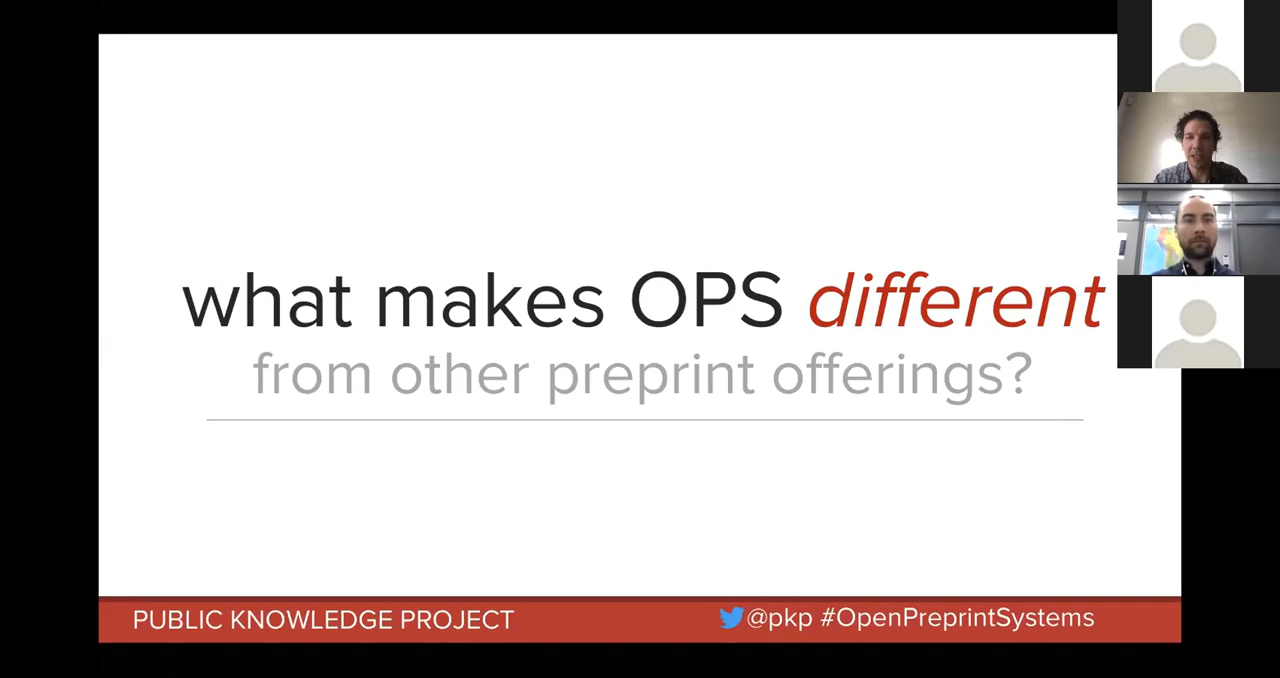 what makes OPS different
from other preprint offerings?
PUBLIC KNOWLEDGE PROJECT
@pkp #OpenPreprintSystems